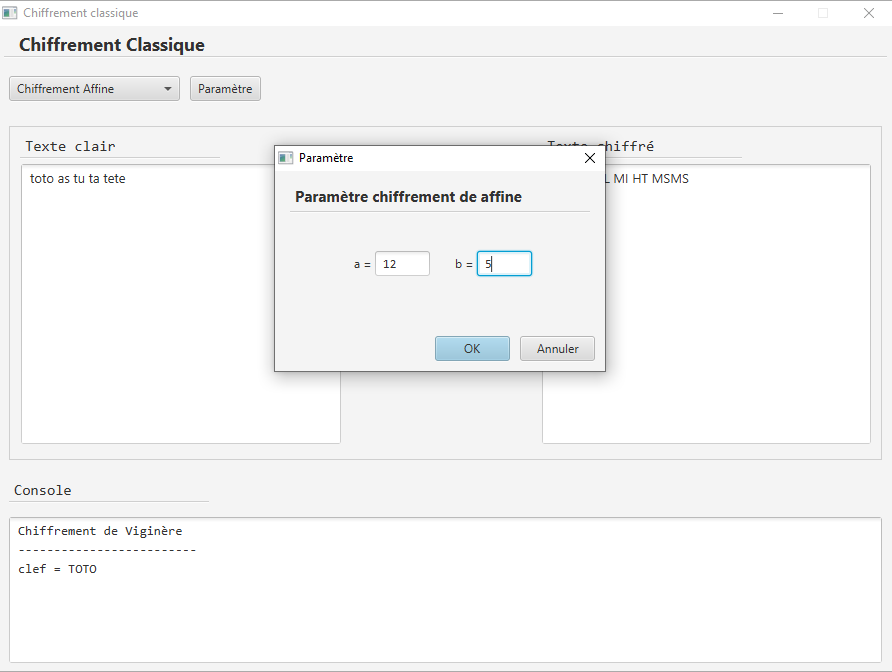 Chiffrement classique
Chiffrement Classique
Chiffrement Affine
Paramètre
Texte clair
toto as tu ta tete
Texte chiffré
MI HT MSMS
Paramètre
Paramètre chiffrement de affine
a = 12
b = 5
OK
Annuler
Console
Chiffrement de Viginère
-------------------------
clef = TOTO